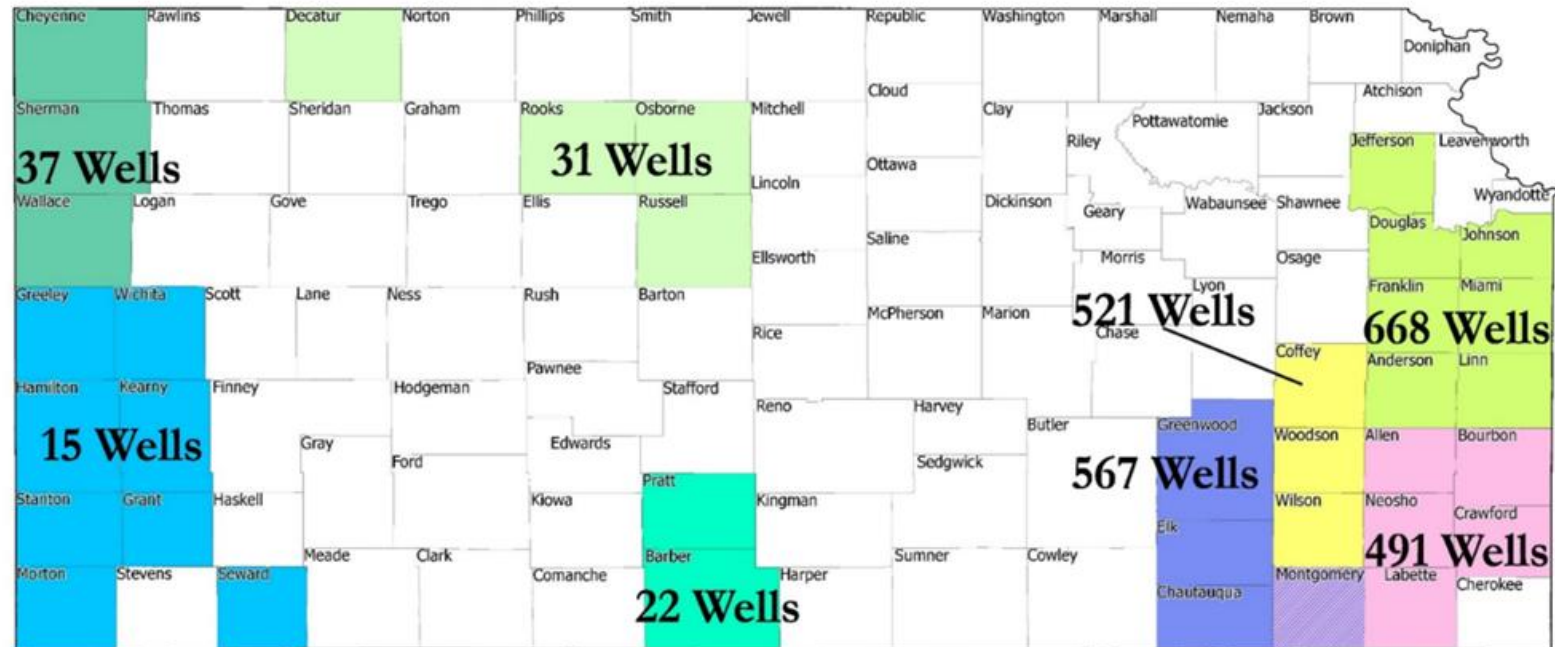 Cheyenne
Rawlins
Decatur
Norton
Phillips
Smith
Jewell
Republic
Washington
Marshall
Nemaha
Brown
Doniphan
Cloud
Atchison
Sherman
Thomas
Sheridan
Graham
Rooks
Osborne
Mitchell
Clay
Jackson
Pottawatomie
Riley
Jefferson
Leavenworth
37 Wells
31 Wells
Ottawa
Lincoln
Wyandotte
Wallace
Logan
Gove
Trego
Ellis
Russell
Dickinson
Geary
Wabaunsee
Shawnee
Douglas
Johnson
Saline
Ellsworth
Morris
Osage
Lyon
Franklin
Miami
Greeley
Wichita
Scott
Lane
Ness
Rush
Barton
521 Wells
McPherson
Marion
668 Wells
Rice
Chase
Coffey
Pawnee
Anderson
Linn
Hamilton
Kearny
Finney
Hodgeman
Stafford
Reno
Harvey
Butler
Greenwood
Woodson
Allen
Bourbon
15 Wells
Gray
Edwards
Ford
Sedgwick
567 Wells
Pratt
Stanton
Grant
Haskell
Kiowa
Kingman
Wilson
Neosho
Crawford
Elk
491 Wells
Meade
Clark
Barber
Sumner
Cowley
Morton
Stevens
Seward
Comanche
Harper
Montgomery
Labette
Cherokee
Chautauqua
22 Wells